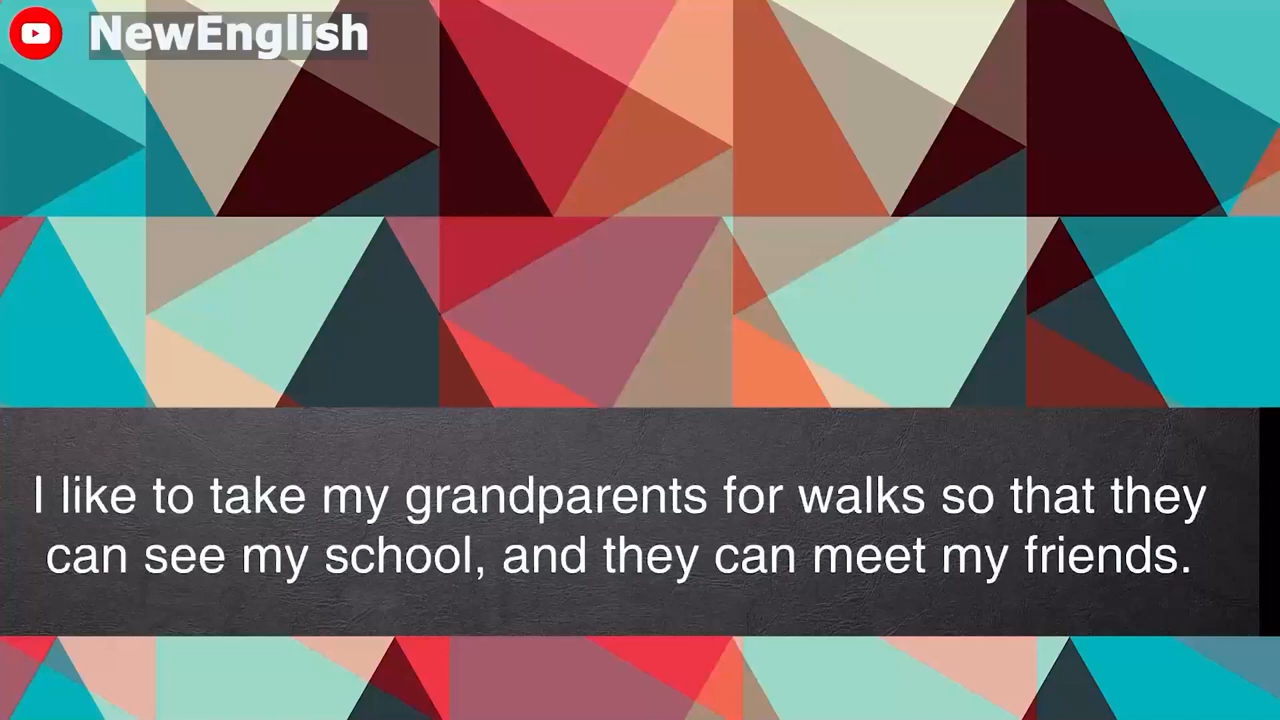 NewEnglish
I like to take my grandparents for walks so that they
can see my school, and they can meet my friends.